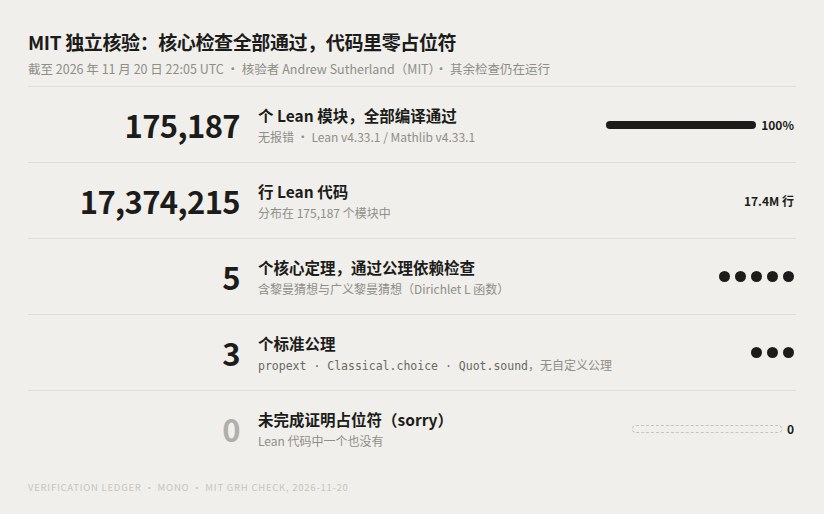 MIT 独立核验：核心检查全部通过，代码里零占位符
截至 2026 年 11 月 20 日 22:05 UTC · 核验者 Andrew Sutherland（MIT）· 其余检查仍在运行
175,187
个 Lean 模块，全部编译通过
无报错 · Lean v4.33.1 / Mathlib v4.33.1
100%
17,374,215
行 Lean 代码
分布在 175,187 个模块中
17.4M 行
5
个核心定理，通过公理依赖检查
含黎曼猜想与广义黎曼猜想（Dirichlet L 函数）
3
个标准公理
propext · Classical.choice · Quot.sound，无自定义公理
0
未完成证明占位符（sorry）
Lean 代码中一个也没有
0
VERIFICATION LEDGER · MONO · MIT GRH CHECK, 2026-11-20